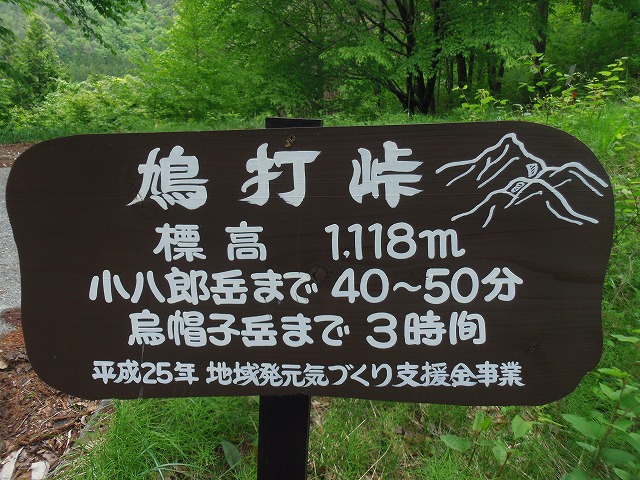 鳩打峠
標高 1,118m
小八郎岳まで 40～50分
烏帽子岳まで 3時間
平成25年 地域発元気づくり支援金事業